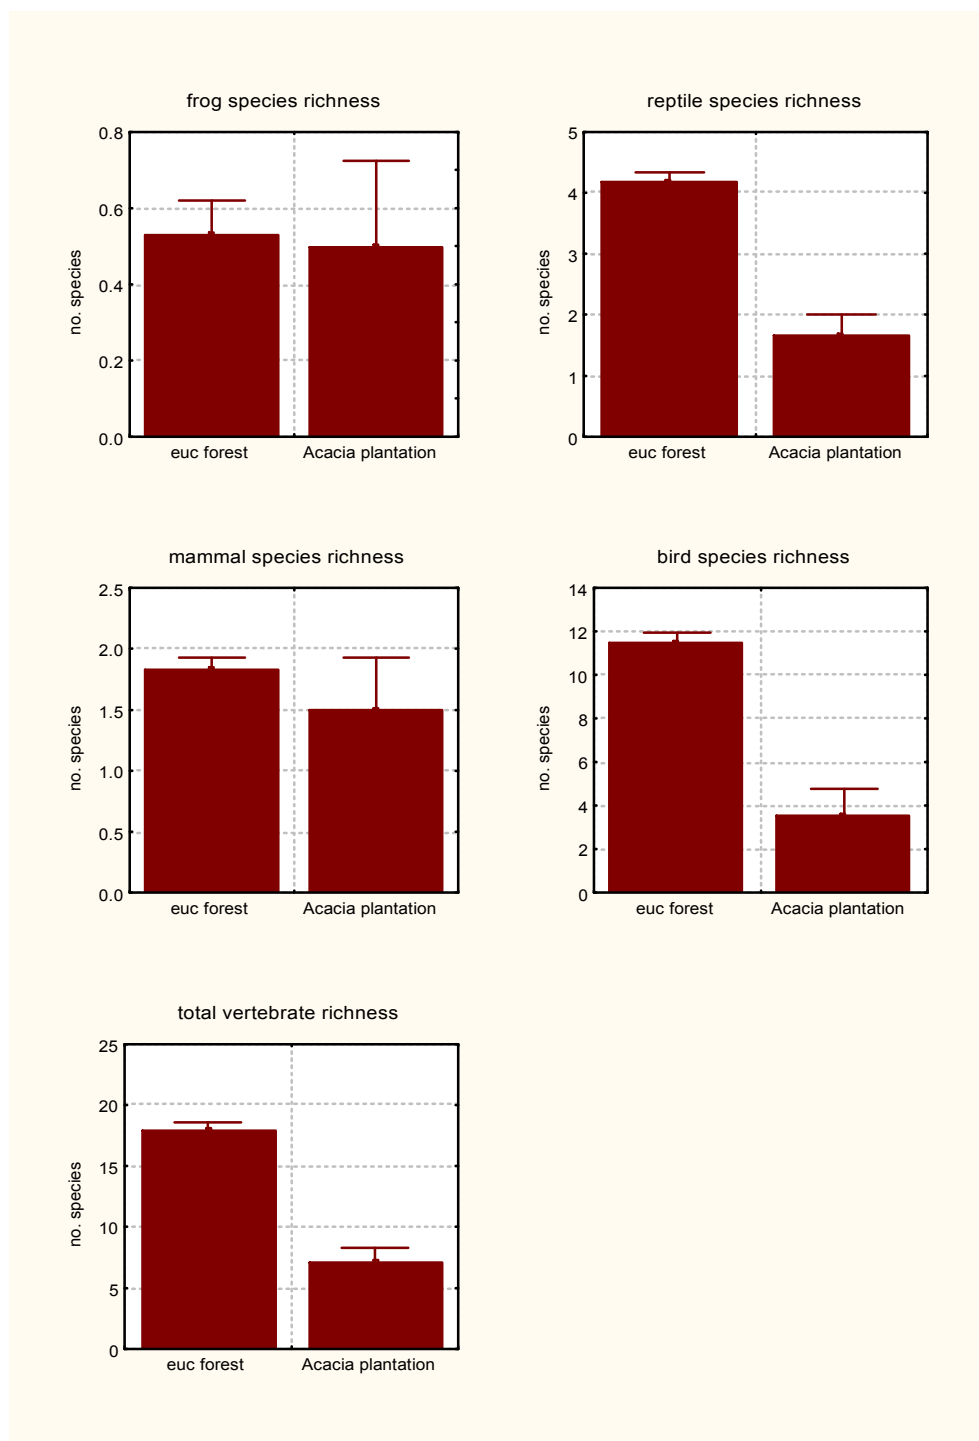 frog species richness
0.8
0.6
0.4
0.2
0.0
no. species
euc forest Acacia plantation
reptile species richness
5
4
3
2
1
0
no. species
euc forest Acacia plantation
mammal species richness
2.5
2.0
1.5
1.0
0.5
0.0
no. species
euc forest Acacia plantation
bird species richness
14
12
10
8
6
4
2
0
no. species
euc forest Acacia plantation
total vertebrate richness
25
20
15
10
5
0
no. species
euc forest Acacia plantation